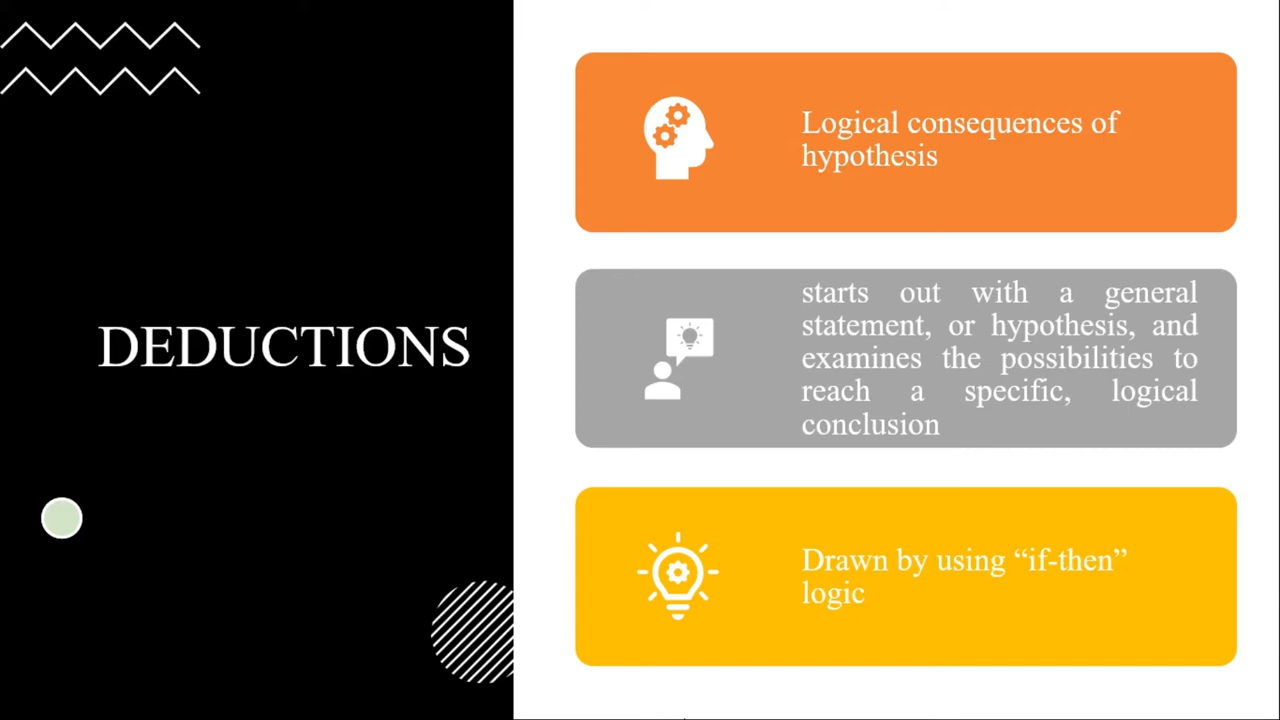 DEDUCTIONS
Logical consequences of
hypothesis
starts out with a general
statement, or hypothesis, and
examines the possibilities to
reach a specific, logical
conclusion
Drawn by using “if-then”
logic